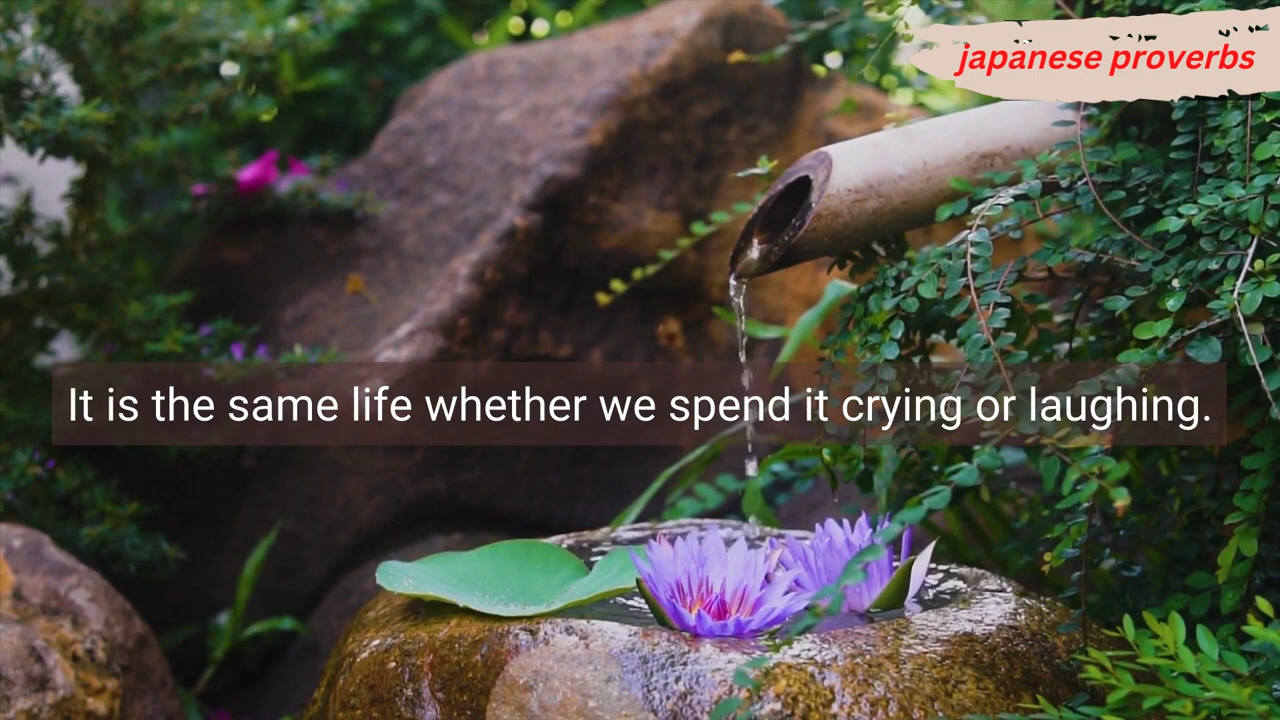 japanese proverbs
It is the same life whether we spend it crying or laughing.